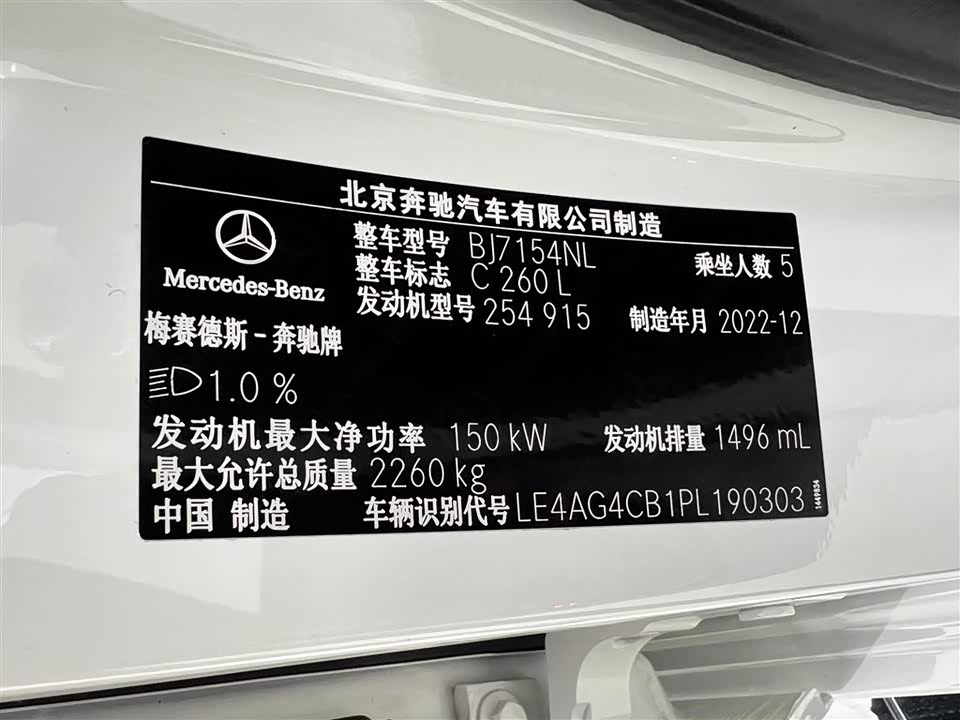 北京奔驰汽车有限公司制造
Mercedes-Benz
整车型号 BJ7154NL
乘坐人数 5
整车标志 C 260 L
发动机型号 254 915
制造年月 2022-12
梅赛德斯-奔驰牌
1.0 %
发动机最大净功率 150 kW
发动机排量 1496 mL
最大允许总质量 2260 kg
中国 制造
车辆识别代号 LE4AG4CB1PL190303
1449834